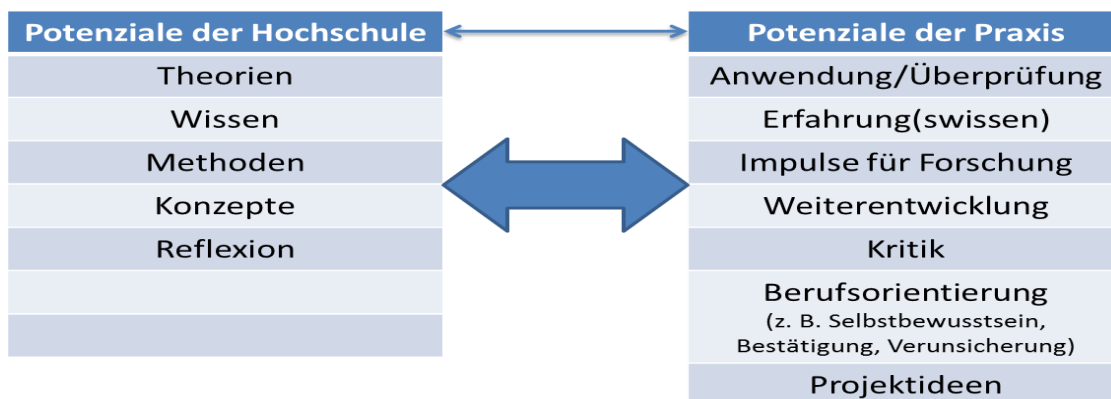 Potenziale der Hochschule
Theorien
Wissen
Methoden
Konzepte
Reflexion
Potenziale der Praxis
Anwendung/Überprüfung
Erfahrung(swissen)
Impulse für Forschung
Weiterentwicklung
Kritik
Berufsorientierung
(z. B. Selbstbewusstsein,
Bestätigung, Verunsicherung)
Projektideen